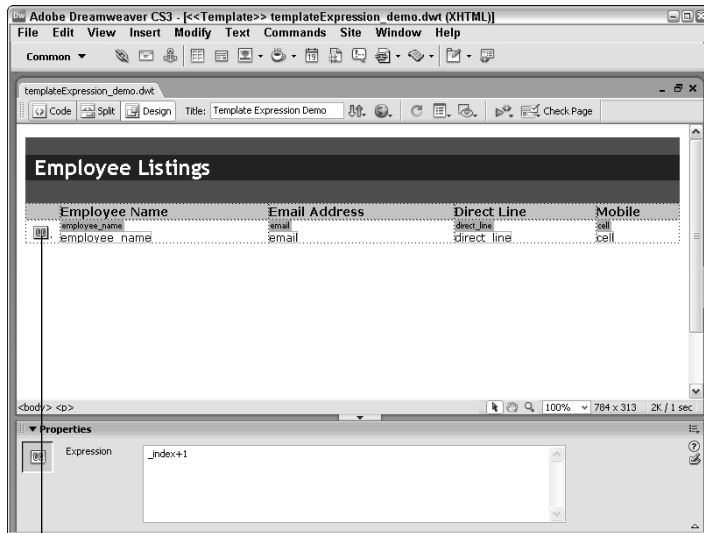 Adobe Dreamweaver CS3 - [<<Template>> templateExpression_demo.dwt (XHTML)]
File Edit View Insert Modify Text Commands Site Window Help
Common
templateExpression_demo.dwt
Code Split Design Title: Template Expression Demo Check Page
Employee Listings
Employee Name Email Address Direct Line Mobile
employee_name email direct_line cell
employee_name email direct_line cell
<body> <p> 100% 784 x 313 2K / 1 sec
Properties
Expression _index+1